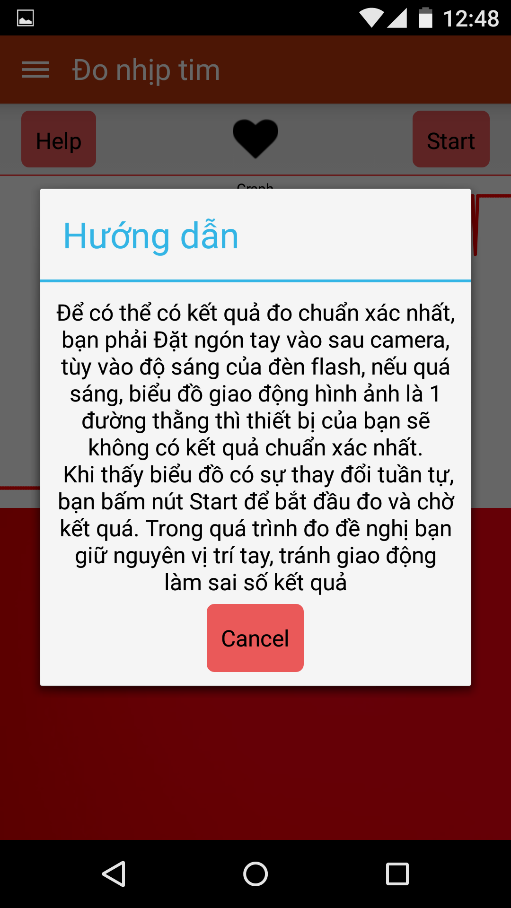 12:48
Đo nhịp tim
Help
Start
Graph
Hướng dẫn
Để có thể có kết quả đo chuẩn xác nhất,
bạn phải Đặt ngón tay vào sau camera,
tùy vào độ sáng của đèn flash, nếu quá
sáng, biểu đồ giao động hình ảnh là 1
đường thằng thì thiết bị của bạn sẽ
không có kết quả chuẩn xác nhất.
Khi thấy biểu đồ có sự thay đổi tuần tự,
bạn bấm nút Start để bắt đầu đo và chờ
kết quả. Trong quá trình đo đề nghị bạn
giữ nguyên vị trí tay, tránh giao động
làm sai số kết quả
Cancel